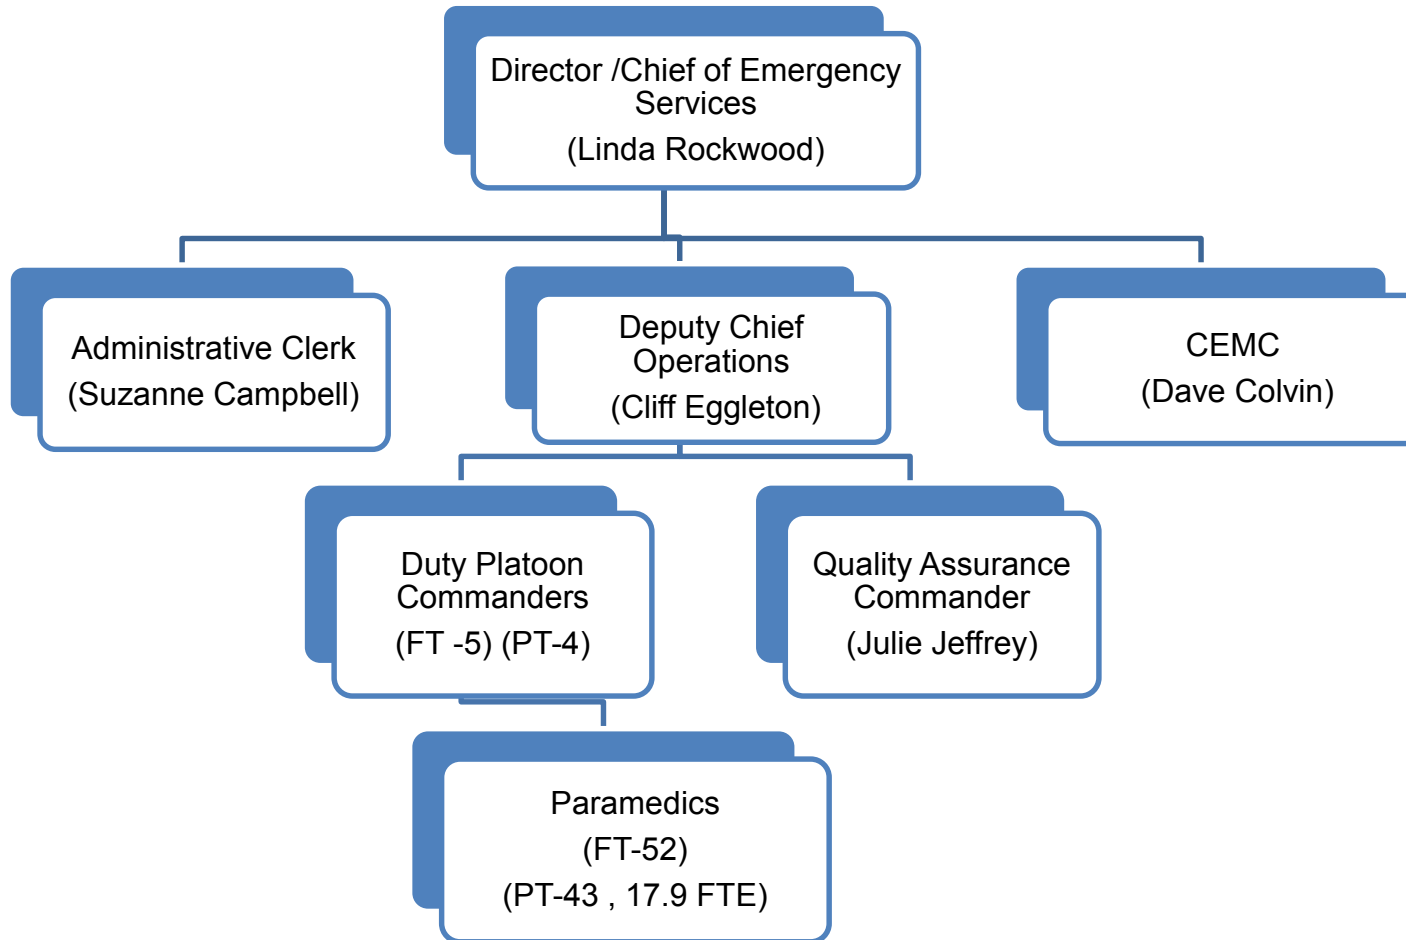 Director /Chief of Emergency
Services
(Linda Rockwood)
Administrative Clerk
(Suzanne Campbell)
Deputy Chief
Operations
(Cliff Eggleton)
CEMC
(Dave Colvin)
Duty Platoon
Commanders
(FT -5) (PT-4)
Quality Assurance
Commander
(Julie Jeffrey)
Paramedics
(FT-52)
(PT-43 , 17.9 FTE)